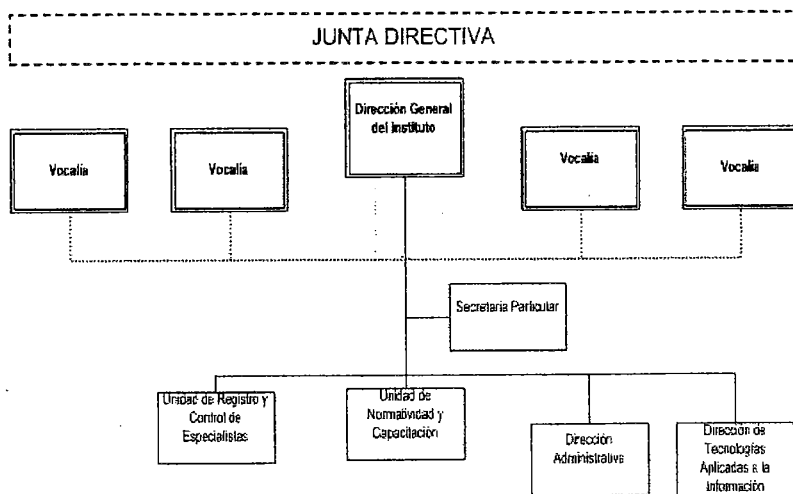 JUNTA DIRECTIVA
Dirección General
del Instituto
Vocalía
Vocalía
Vocalía
Vocalía
Secretaria Particular
Unidad de Registro y
Control de
Especialistas
Unidad de
Normatividad y
Capacitación
Dirección
Administrativa
Dirección de
Tecnologías
Aplicadas a la
Información